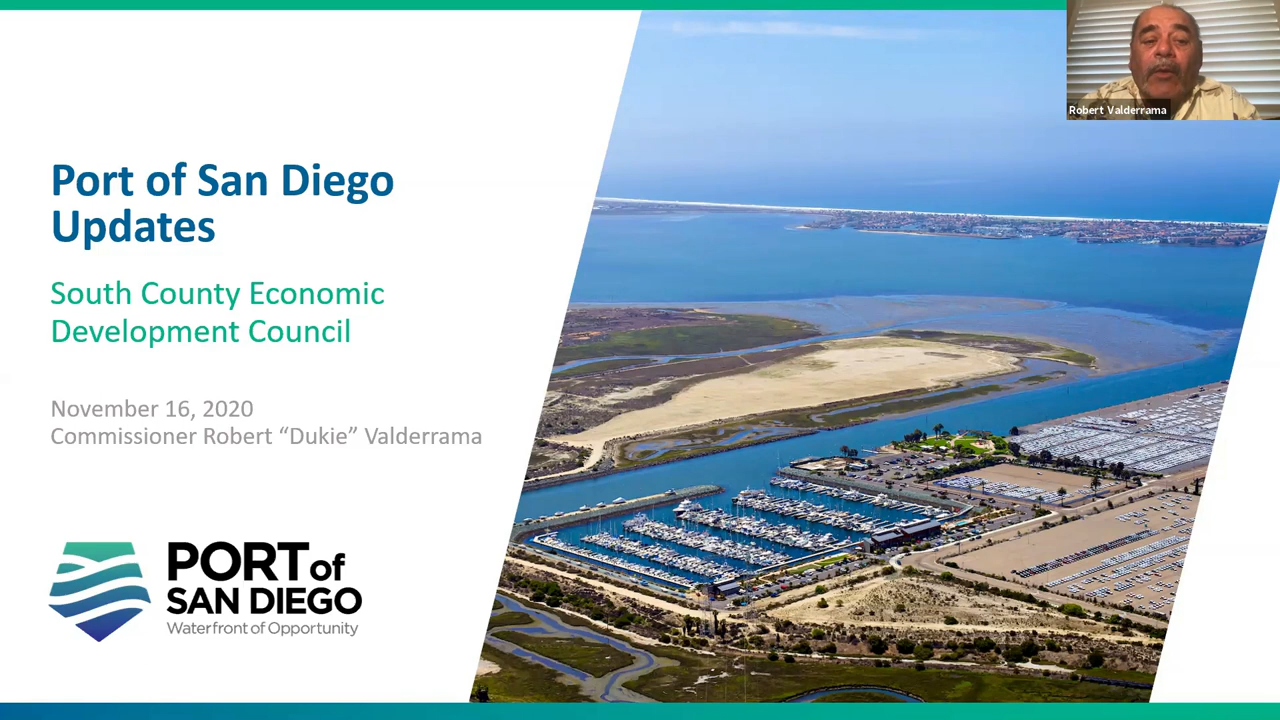 Robert Valderrama
Port of San Diego
Updates
South County Economic
Development Council
November 16, 2020
Commissioner Robert “Dukie” Valderrama
PORT of
SAN DIEGO
Waterfront of Opportunity